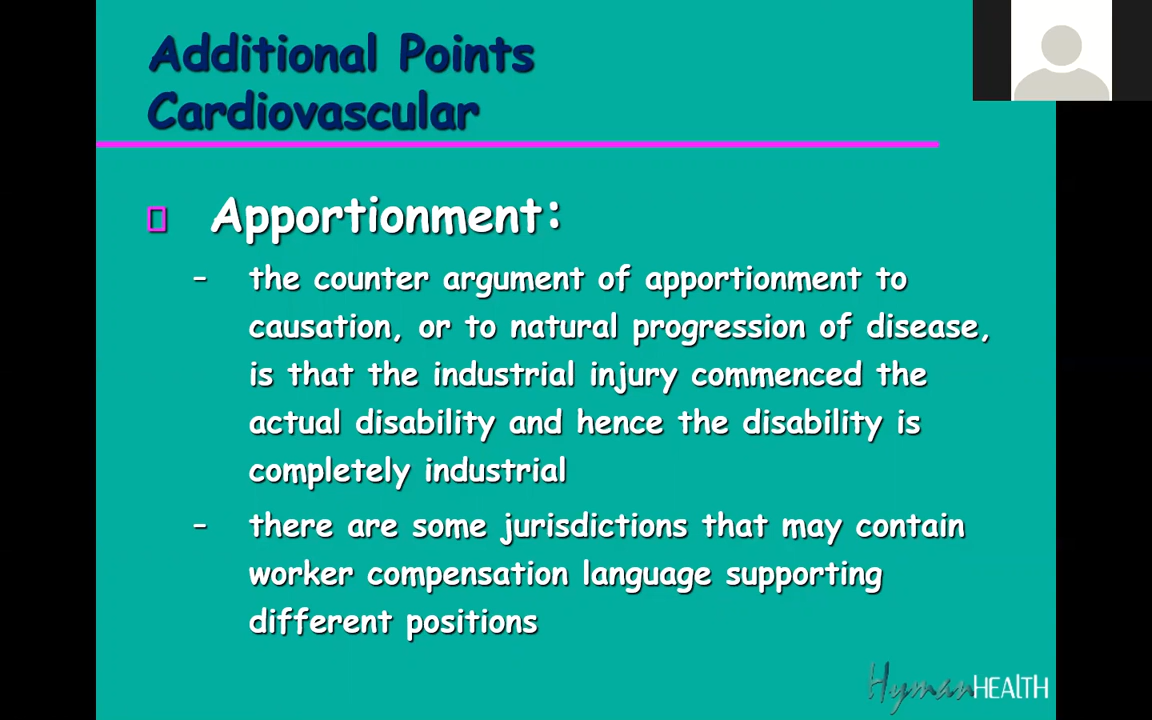 Additional Points
Cardiovascular
Apportionment:
- the counter argument of apportionment to
causation, or to natural progression of disease,
is that the industrial injury commenced the
actual disability and hence the disability is
completely industrial
- there are some jurisdictions that may contain
worker compensation language supporting
different positions
HymanHEALTH